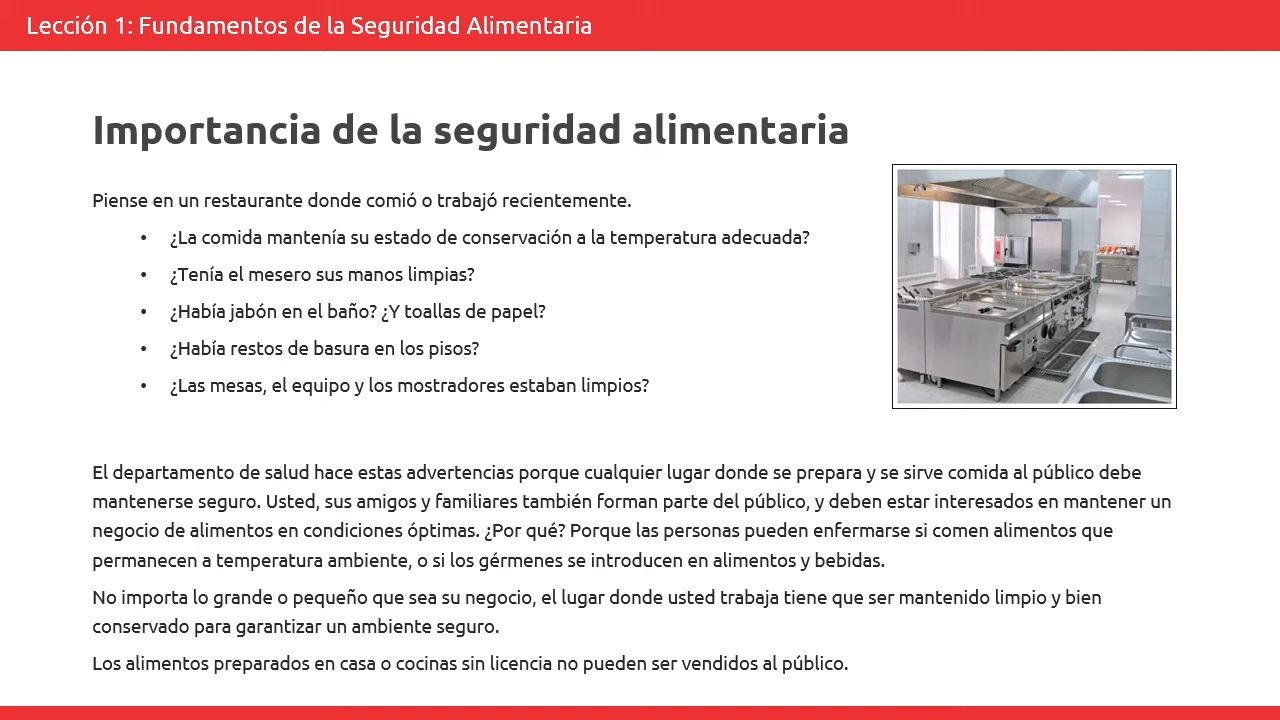 Lección 1: Fundamentos de la Seguridad Alimentaria
Importancia de la seguridad alimentaria
Piense en un restaurante donde comió o trabajó recientemente.
• ¿La comida mantenía su estado de conservación a la temperatura adecuada?
• ¿Tenía el mesero sus manos limpias?
• ¿Había jabón en el baño? ¿Y toallas de papel?
• ¿Había restos de basura en los pisos?
• ¿Las mesas, el equipo y los mostradores estaban limpios?
El departamento de salud hace estas advertencias porque cualquier lugar donde se prepara y se sirve comida al público debe
mantenerse seguro. Usted, sus amigos y familiares también forman parte del público, y deben estar interesados en mantener un
negocio de alimentos en condiciones óptimas. ¿Por qué? Porque las personas pueden enfermarse si comen alimentos que
permanecen a temperatura ambiente, o si los gérmenes se introducen en alimentos y bebidas.
No importa lo grande o pequeño que sea su negocio, el lugar donde usted trabaja tiene que ser mantenido limpio y bien
conservado para garantizar un ambiente seguro.
Los alimentos preparados en casa o cocinas sin licencia no pueden ser vendidos al público.